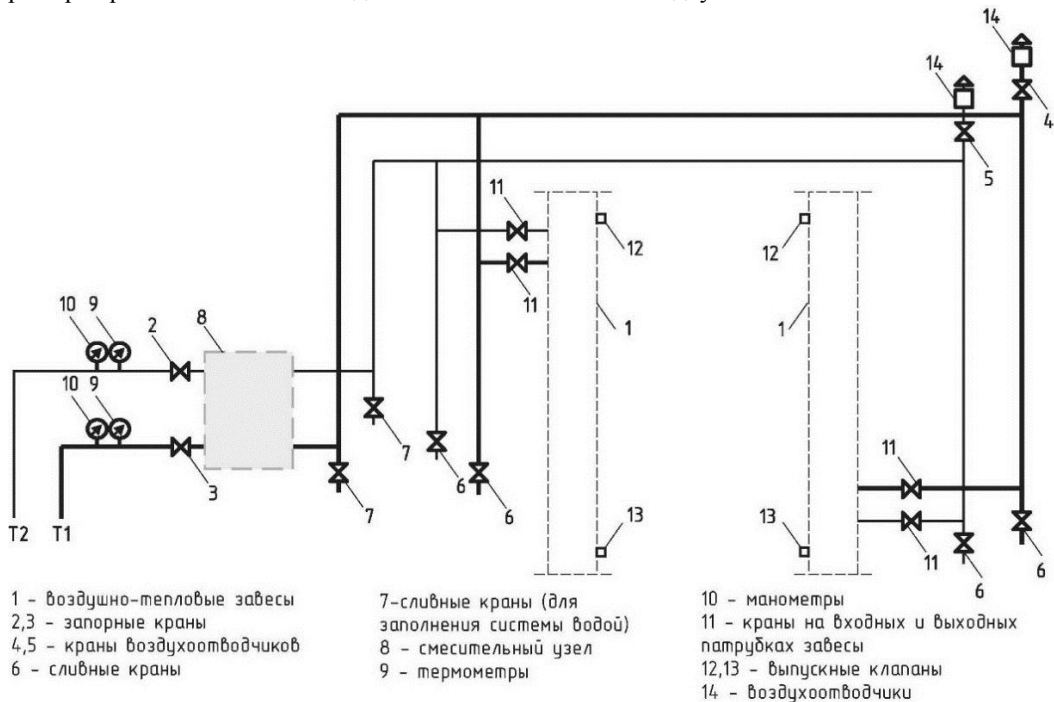 14
14
4
5
11
12
12
11
1
1
10 9
2
8
10 9
7
3
6
11
7
6
13
13
11
6
T2 T1
6
1 - воздушно-тепловые завесы
2,3 - запорные краны
4,5 - краны воздухоотводчиков
6 - сливные краны
7-сливные краны (для
заполнения системы водой)
8 - смесительный узел
9 - термометры
10 - манометры
11 - краны на входных и выходных
патрубках завесы
12,13 - выпускные клапаны
14 - воздухоотводчики